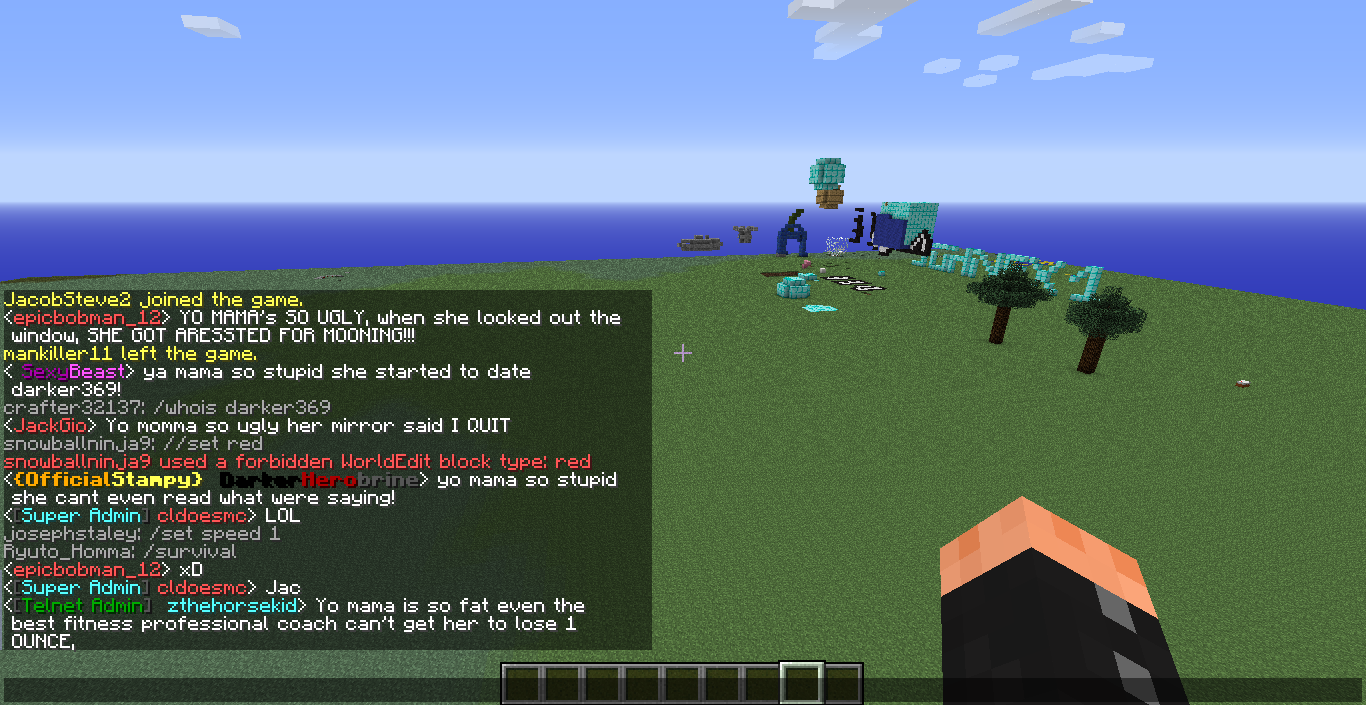 JacobSteve2 joined the game.
<epicbobman_12> YO MAMA's SO UGLY, when she looked out the
window, SHE GOT ARESSTED FOR MOONING!!!
mankiller11 left the game.
< SexyBeast> ya mama so stupid she started to date
darker369!
crafter32137: /whois darker369
<JackGio> Yo momma so ugly her mirror said I QUIT
snowballninja9: //set red
snowballninja9 used a forbidden WorldEdit block type: red
<{OfficialStampy} DarkerHerobrine> yo mama so stupid
she cant even read what were saying!
<[Super Admin] cldoesmc> LOL
josephstaley: /set speed 1
Ryuto_Homma: /survival
<epicbobman_12> xD
<[Super Admin] cldoesmc> Jac
<[Telnet Admin] zthehorsekid> Yo mama is so fat even the
best fitness professional coach can't get her to lose 1
OUNCE,